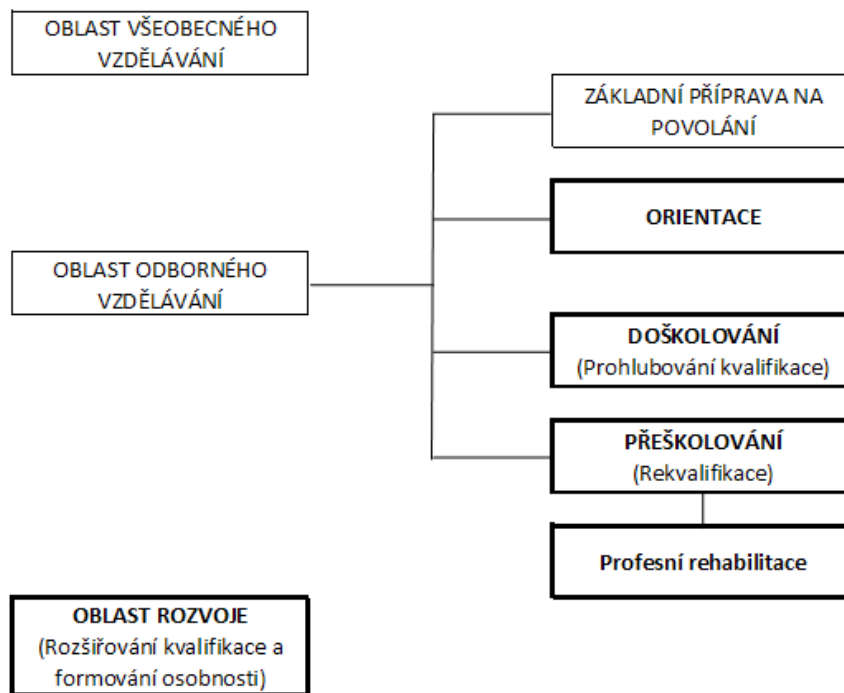 OBLAST VŠEOBECNÉHO
VZDĚLÁVÁNÍ
ZÁKLADNÍ PŘÍPRAVA NA
POVOLÁNÍ
ORIENTACE
OBLAST ODBORNÉHO
VZDĚLÁVÁNÍ
DOŠKOLOVÁNÍ
(Prohlubování kvalifikace)
PŘEŠKOLOVÁNÍ
(Rekvalifikace)
Profesní rehabilitace
OBLAST ROZVOJE
(Rozšiřování kvalifikace a
formování osobnosti)